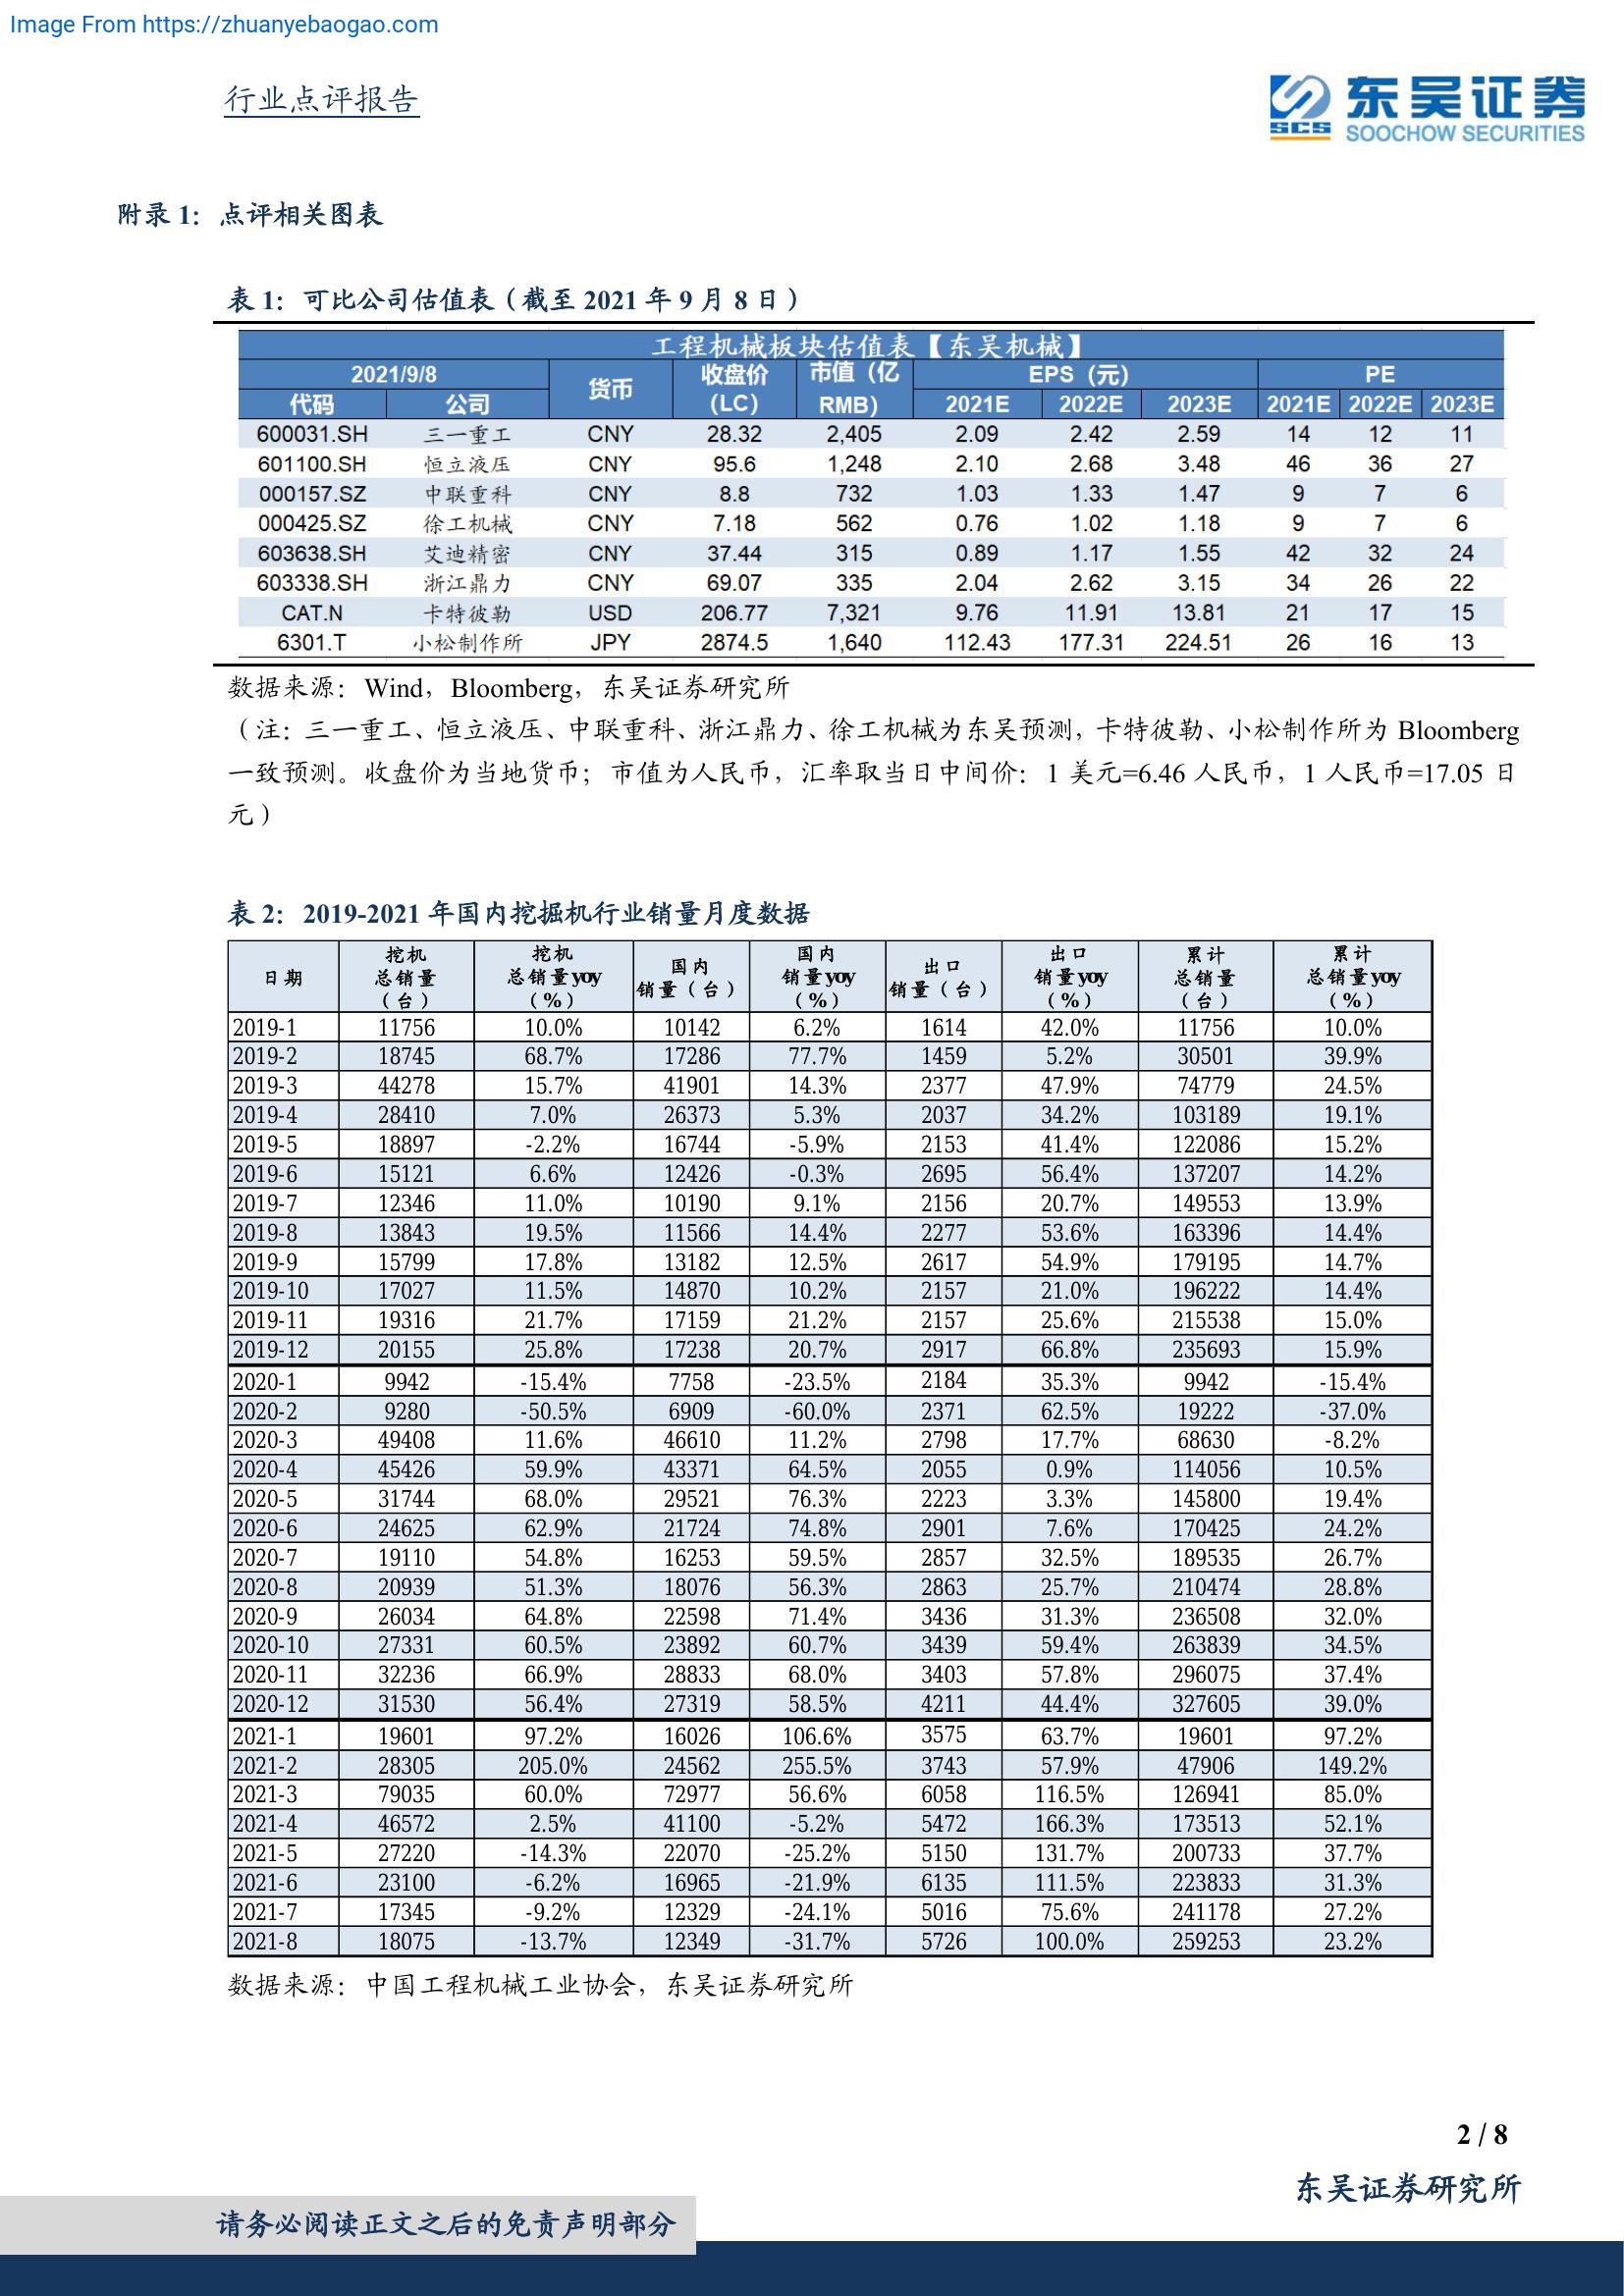 Image From https://zhuanyebaogao.com
行业点评报告
SCS 东吴证券
SOOCHOW SECURITIES
附录 1：点评相关图表
表 1：可比公司估值表（截至 2021 年 9 月 8 日）
工程机械板块估值表【东吴机械】
2021/9/8 货币 收盘价（LC） 市值（亿RMB） EPS（元） PE
代码 公司 2021E 2022E 2023E 2021E 2022E 2023E
600031.SH 三一重工 CNY 28.32 2,405 2.09 2.42 2.59 14 12 11
601100.SH 恒立液压 CNY 95.6 1,248 2.10 2.68 3.48 46 36 27
000157.SZ 中联重科 CNY 8.8 732 1.03 1.33 1.47 9 7 6
000425.SZ 徐工机械 CNY 7.18 562 0.76 1.02 1.18 9 7 6
603638.SH 艾迪精密 CNY 37.44 315 0.89 1.17 1.55 42 32 24
603338.SH 浙江鼎力 CNY 69.07 335 2.04 2.62 3.15 34 26 22
CAT.N 卡特彼勒 USD 206.77 7,321 9.76 11.91 13.81 21 17 15
6301.T 小松制作所 JPY 2874.5 1,640 112.43 177.31 224.51 26 16 13
数据来源：Wind，Bloomberg，东吴证券研究所
（注：三一重工、恒立液压、中联重科、浙江鼎力、徐工机械为东吴预测，卡特彼勒、小松制作所为 Bloomberg
一致预测。收盘价为当地货币；市值为人民币，汇率取当日中间价：1 美元=6.46 人民币，1 人民币=17.05 日
元）
表 2：2019-2021 年国内挖掘机行业销量月度数据
日期 挖机总销量（台） 挖机总销量yoy（%） 国内销量（台） 国内销量yoy（%） 出口销量（台） 出口销量yoy（%） 累计总销量（台） 累计总销量yoy（%）
2019-1 11756 10.0% 10142 6.2% 1614 42.0% 11756 10.0%
2019-2 18745 68.7% 17286 77.7% 1459 5.2% 30501 39.9%
2019-3 44278 15.7% 41901 14.3% 2377 47.9% 74779 24.5%
2019-4 28410 7.0% 26373 5.3% 2037 34.2% 103189 19.1%
2019-5 18897 -2.2% 16744 -5.9% 2153 41.4% 122086 15.2%
2019-6 15121 6.6% 12426 -0.3% 2695 56.4% 137207 14.2%
2019-7 12346 11.0% 10190 9.1% 2156 20.7% 149553 13.9%
2019-8 13843 19.5% 11566 14.4% 2277 53.6% 163396 14.4%
2019-9 15799 17.8% 13182 12.5% 2617 54.9% 179195 14.7%
2019-10 17027 11.5% 14870 10.2% 2157 21.0% 196222 14.4%
2019-11 19316 21.7% 17159 21.2% 2157 25.6% 215538 15.0%
2019-12 20155 25.8% 17238 20.7% 2917 66.8% 235693 15.9%
2020-1 9942 -15.4% 7758 -23.5% 2184 35.3% 9942 -15.4%
2020-2 9280 -50.5% 6909 -60.0% 2371 62.5% 19222 -37.0%
2020-3 49408 11.6% 46610 11.2% 2798 17.7% 68630 -8.2%
2020-4 45426 59.9% 43371 64.5% 2055 0.9% 114056 10.5%
2020-5 31744 68.0% 29521 76.3% 2223 3.3% 145800 19.4%
2020-6 24625 62.9% 21724 74.8% 2901 7.6% 170425 24.2%
2020-7 19110 54.8% 16253 59.5% 2857 32.5% 189535 26.7%
2020-8 20939 51.3% 18076 56.3% 2863 25.7% 210474 28.8%
2020-9 26034 64.8% 22598 71.4% 3436 31.3% 236508 32.0%
2020-10 27331 60.5% 23892 60.7% 3439 59.4% 263839 34.5%
2020-11 32236 66.9% 28833 68.0% 3403 57.8% 296075 37.4%
2020-12 31530 56.4% 27319 58.5% 4211 44.4% 327605 39.0%
2021-1 19601 97.2% 16026 106.6% 3575 63.7% 19601 97.2%
2021-2 28305 205.0% 24562 255.5% 3743 57.9% 47906 149.2%
2021-3 79035 60.0% 72977 56.6% 6058 116.5% 126941 85.0%
2021-4 46572 2.5% 41100 -5.2% 5472 166.3% 173513 52.1%
2021-5 27220 -14.3% 22070 -25.2% 5150 131.7% 200733 37.7%
2021-6 23100 -6.2% 16965 -21.9% 6135 111.5% 223833 31.3%
2021-7 17345 -9.2% 12329 -24.1% 5016 75.6% 241178 27.2%
2021-8 18075 -13.7% 12349 -31.7% 5726 100.0% 259253 23.2%
数据来源：中国工程机械工业协会，东吴证券研究所
2 / 8
东吴证券研究所
请务必阅读正文之后的免责声明部分